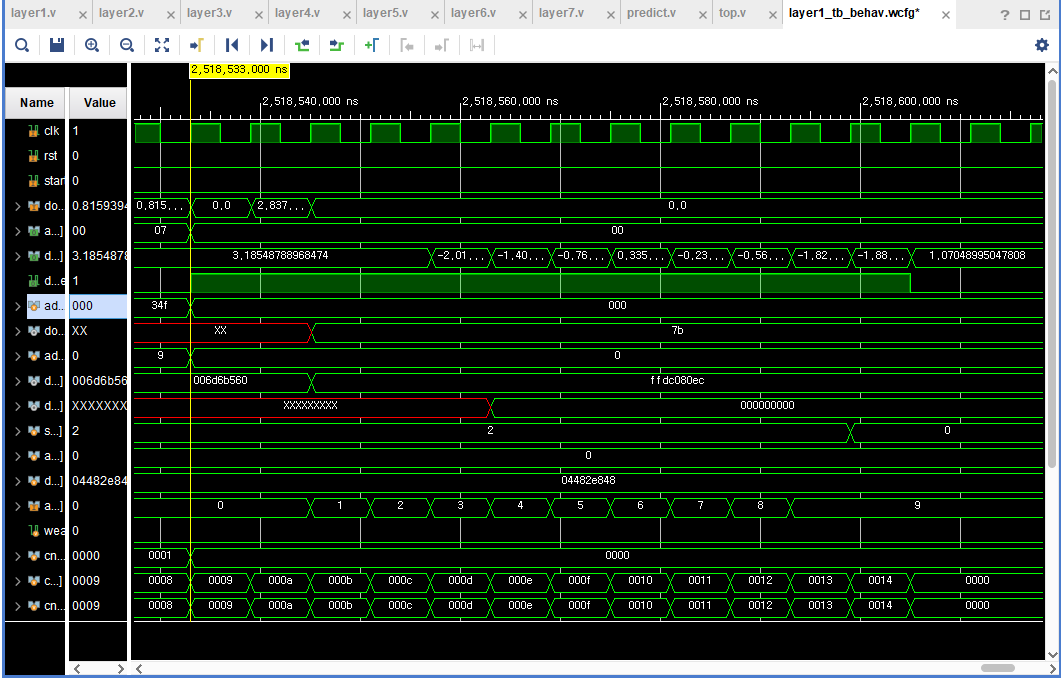 layer1.v layer2.v layer3.v layer4.v layer5.v layer6.v layer7.v predict.v top.v layer1_tb_behav.wcfg*
2,518,533,000 ns
Name Value 2,518,540,000 ns 2,518,560,000 ns 2,518,580,000 ns 2,518,600,000 ns
clk 1
rst 0
star 0
do... 0.8159394 0.815... 0.0 2.837... 0.0
a...] 00 07 00
d...] 3.1854878 3.18548788968474 -2.01... -1.40... -0.76... 0.335... -0.23... -0.56... -1.82... -1.88... 1.07048995047808
d...e 1
ad... 000 34f 000
do... XX XX 7b
ad... 0 9 0
d...] 006d6b56 006d6b560 ffdc080ec
d...] XXXXXXX XXXXXXXXX 000000000
s...] 2 2 0
a...] 0 0
d...] 04482e84 04482e848
a...] 0 0 1 2 3 4 5 6 7 8 9
wea 0
cn... 0000 0001 0000
c...] 0009 0008 0009 000a 000b 000c 000d 000e 000f 0010 0011 0012 0013 0014 0000
cn... 0009 0008 0009 000a 000b 000c 000d 000e 000f 0010 0011 0012 0013 0014 0000